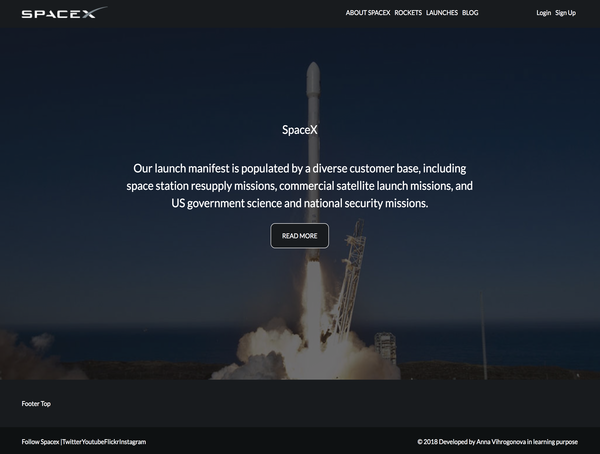 SPACEX
ABOUT SPACEX ROCKETS LAUNCHES BLOG
Login Sign Up
SpaceX
Our launch manifest is populated by a diverse customer base, including
space station resupply missions, commercial satellite launch missions, and
US government science and national security missions.
READ MORE
Footer Top
Follow Spacex |TwitterYoutubeFlickrInstagram
© 2018 Developed by Anna Vihrogonova in learning purpose